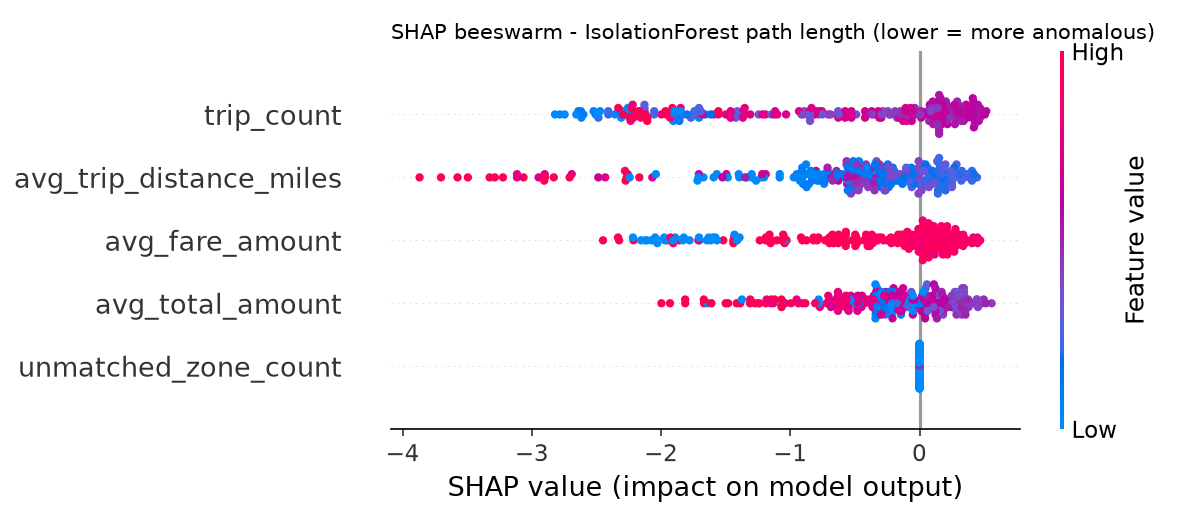 SHAP beeswarm - IsolationForest path length (lower = more anomalous)
High
trip_count
avg_trip_distance_miles
avg_fare_amount
avg_total_amount
unmatched_zone_count
Feature value
Low
−4 −3 −2 −1 0
SHAP value (impact on model output)